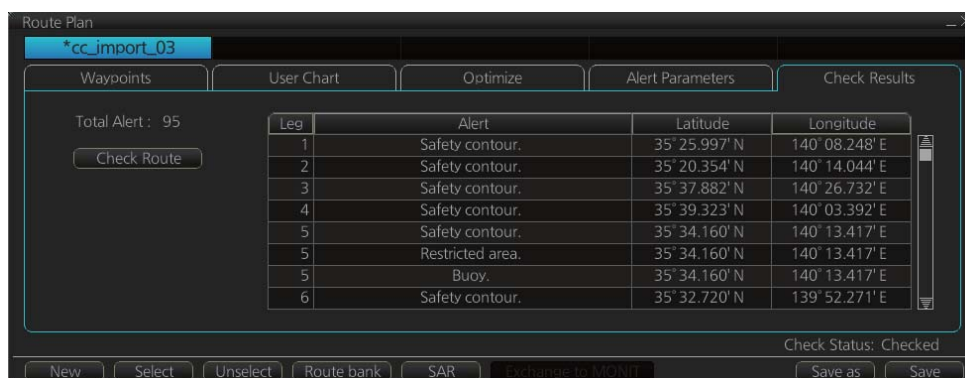 Route Plan
*cc_import_03
Waypoints User Chart Optimize Alert Parameters Check Results
Total Alert : 95
Check Route
Leg Alert Latitude Longitude
1 Safety contour. 35°25.997' N 140°08.248' E
2 Safety contour. 35°20.354' N 140°14.044' E
3 Safety contour. 35°37.882' N 140°26.732' E
4 Safety contour. 35°39.323' N 140°03.392' E
5 Safety contour. 35°34.160' N 140°13.417' E
5 Restricted area. 35°34.160' N 140°13.417' E
5 Buoy. 35°34.160' N 140°13.417' E
6 Safety contour. 35°32.720' N 139°52.271' E
Check Status: Checked
New Select Unselect Route bank SAR Exchange to MONIT Save as Save